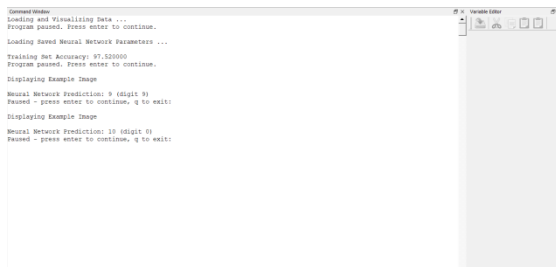 Command Window
Variable Editor
Loading and Visualizing Data ...
Program paused. Press enter to continue.
Loading Saved Neural Network Parameters ...
Training Set Accuracy: 97.520000
Program paused. Press enter to continue.
Displaying Example Image
Neural Network Prediction: 9 (digit 9)
Paused - press enter to continue, q to exit:
Displaying Example Image
Neural Network Prediction: 10 (digit 0)
Paused - press enter to continue, q to exit: